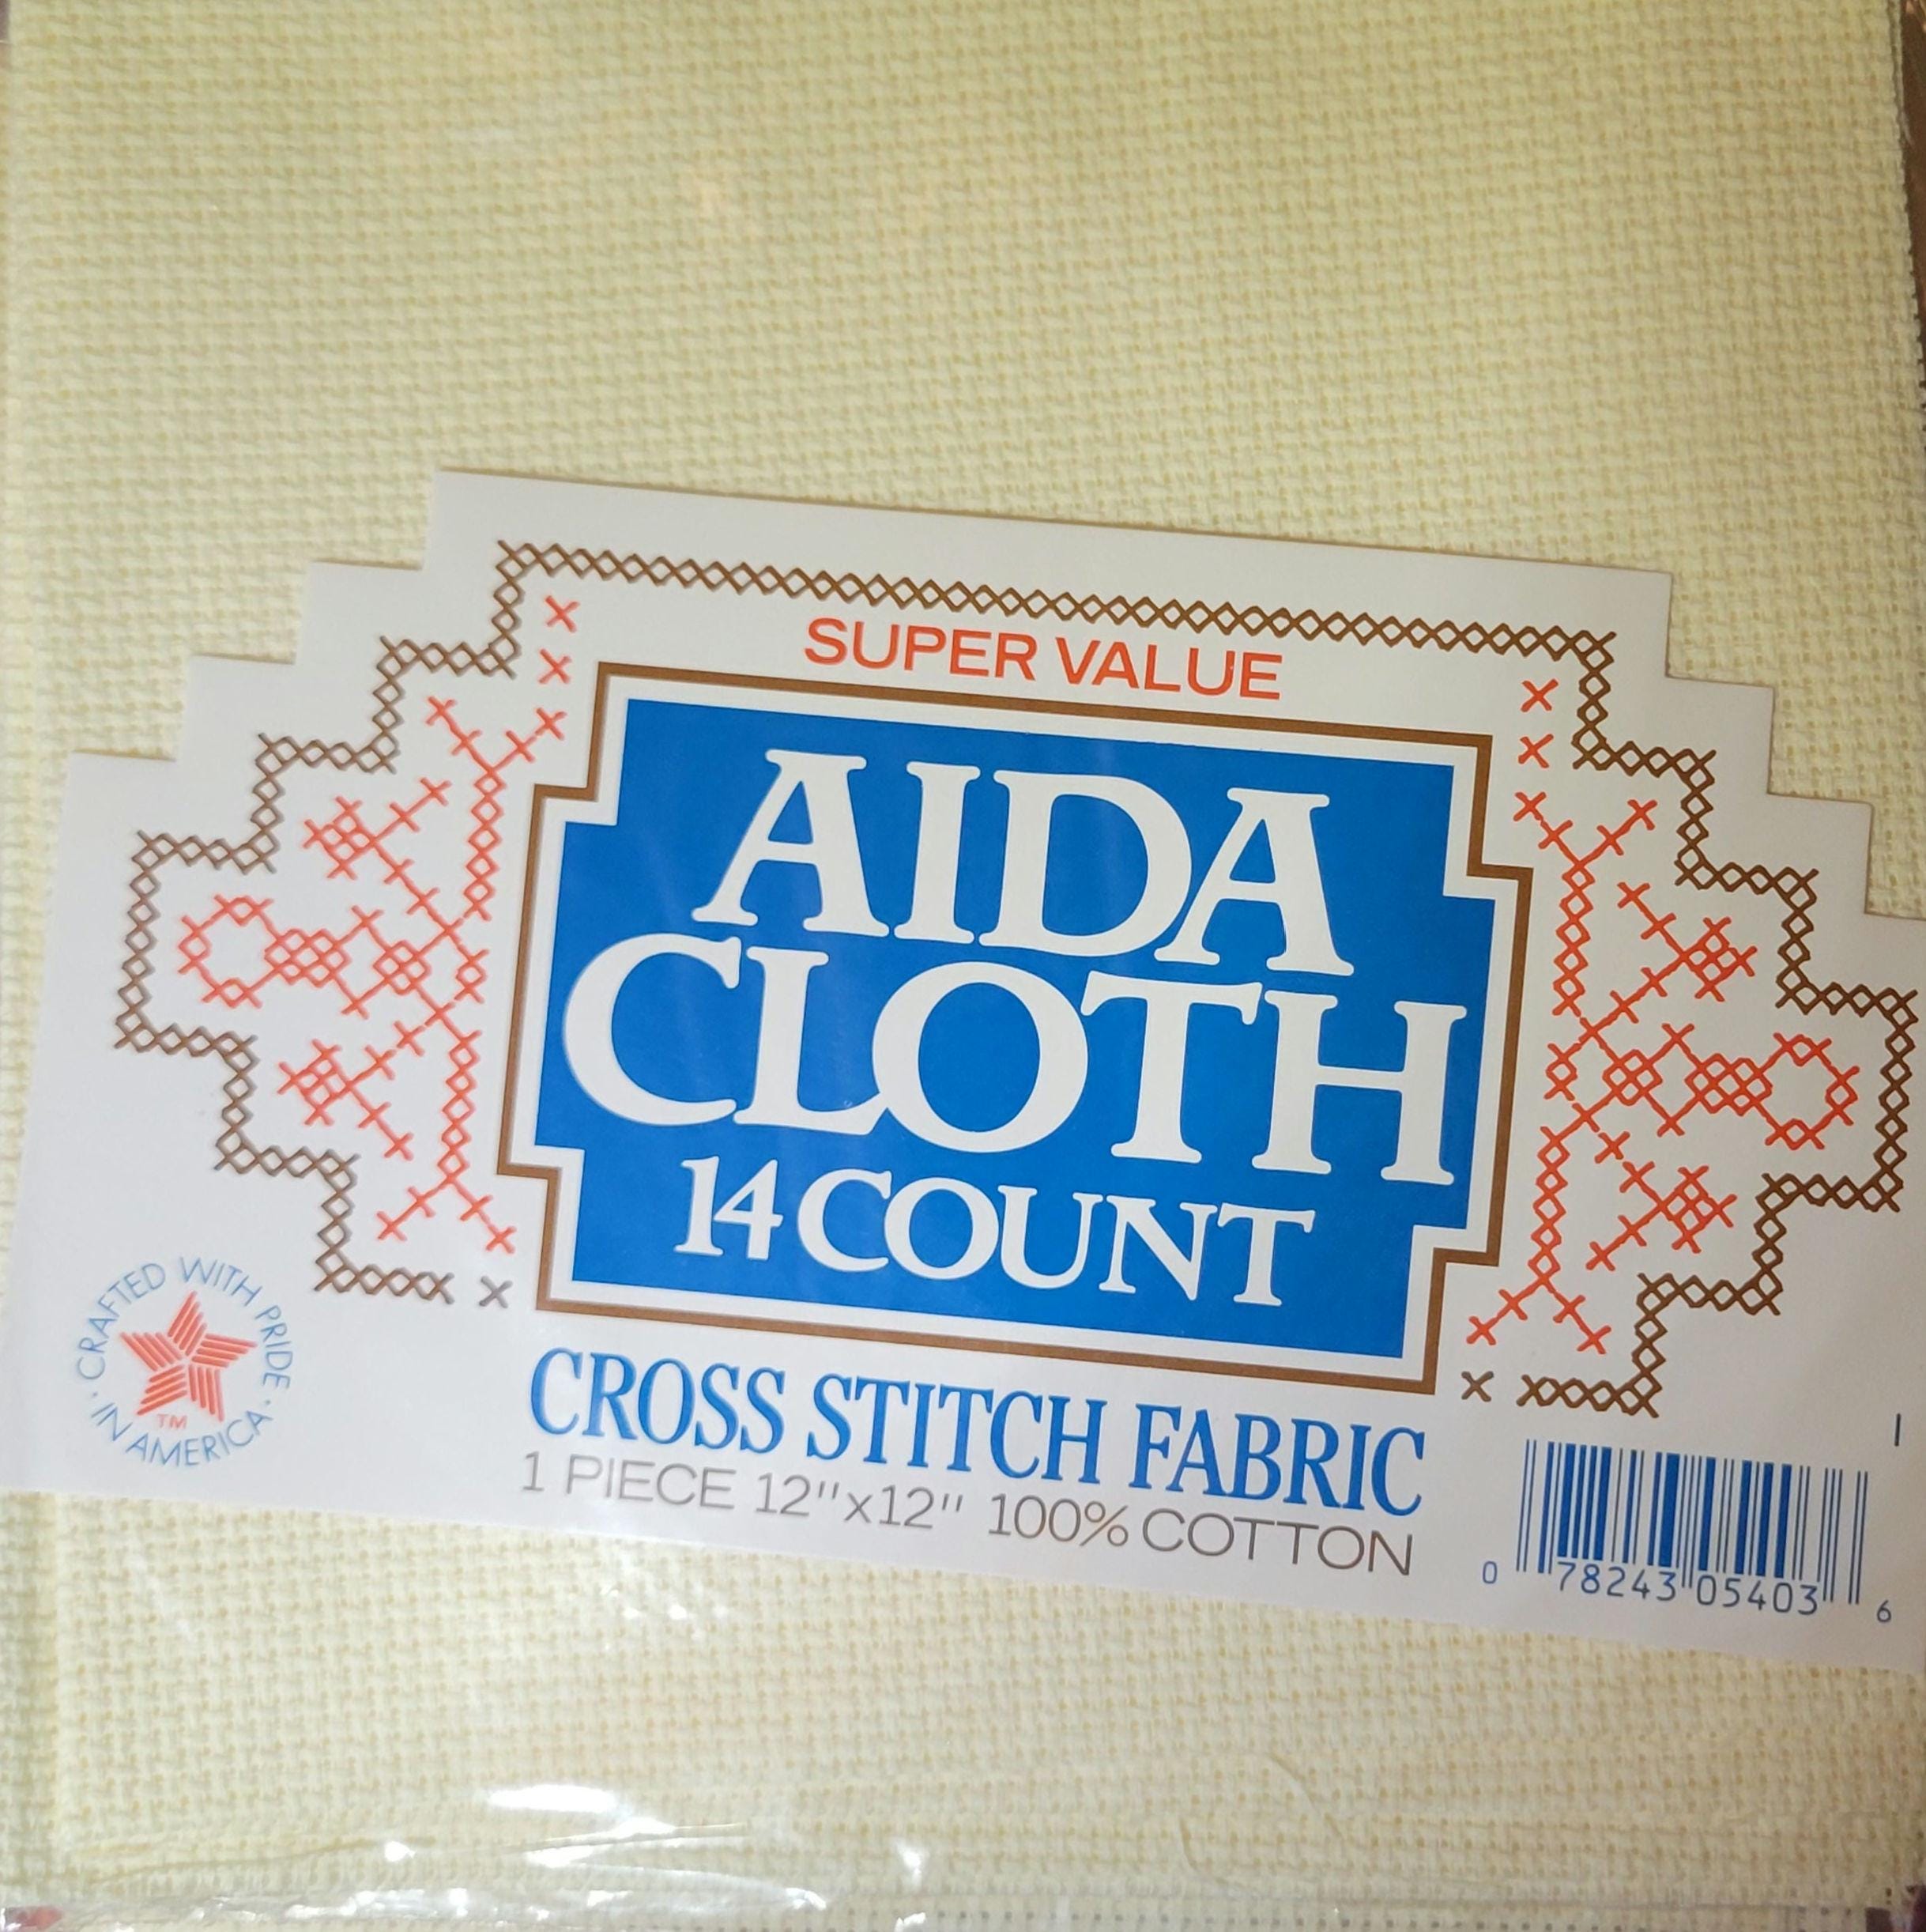 SUPER VALUE
AIDA
CLOTH
14 COUNT
CRAFTED WITH PRIDE
· IN AMERICA ·
TM
CROSS STITCH FABRIC
1 PIECE 12"x12" 100% COTTON
0 78243 05403 6